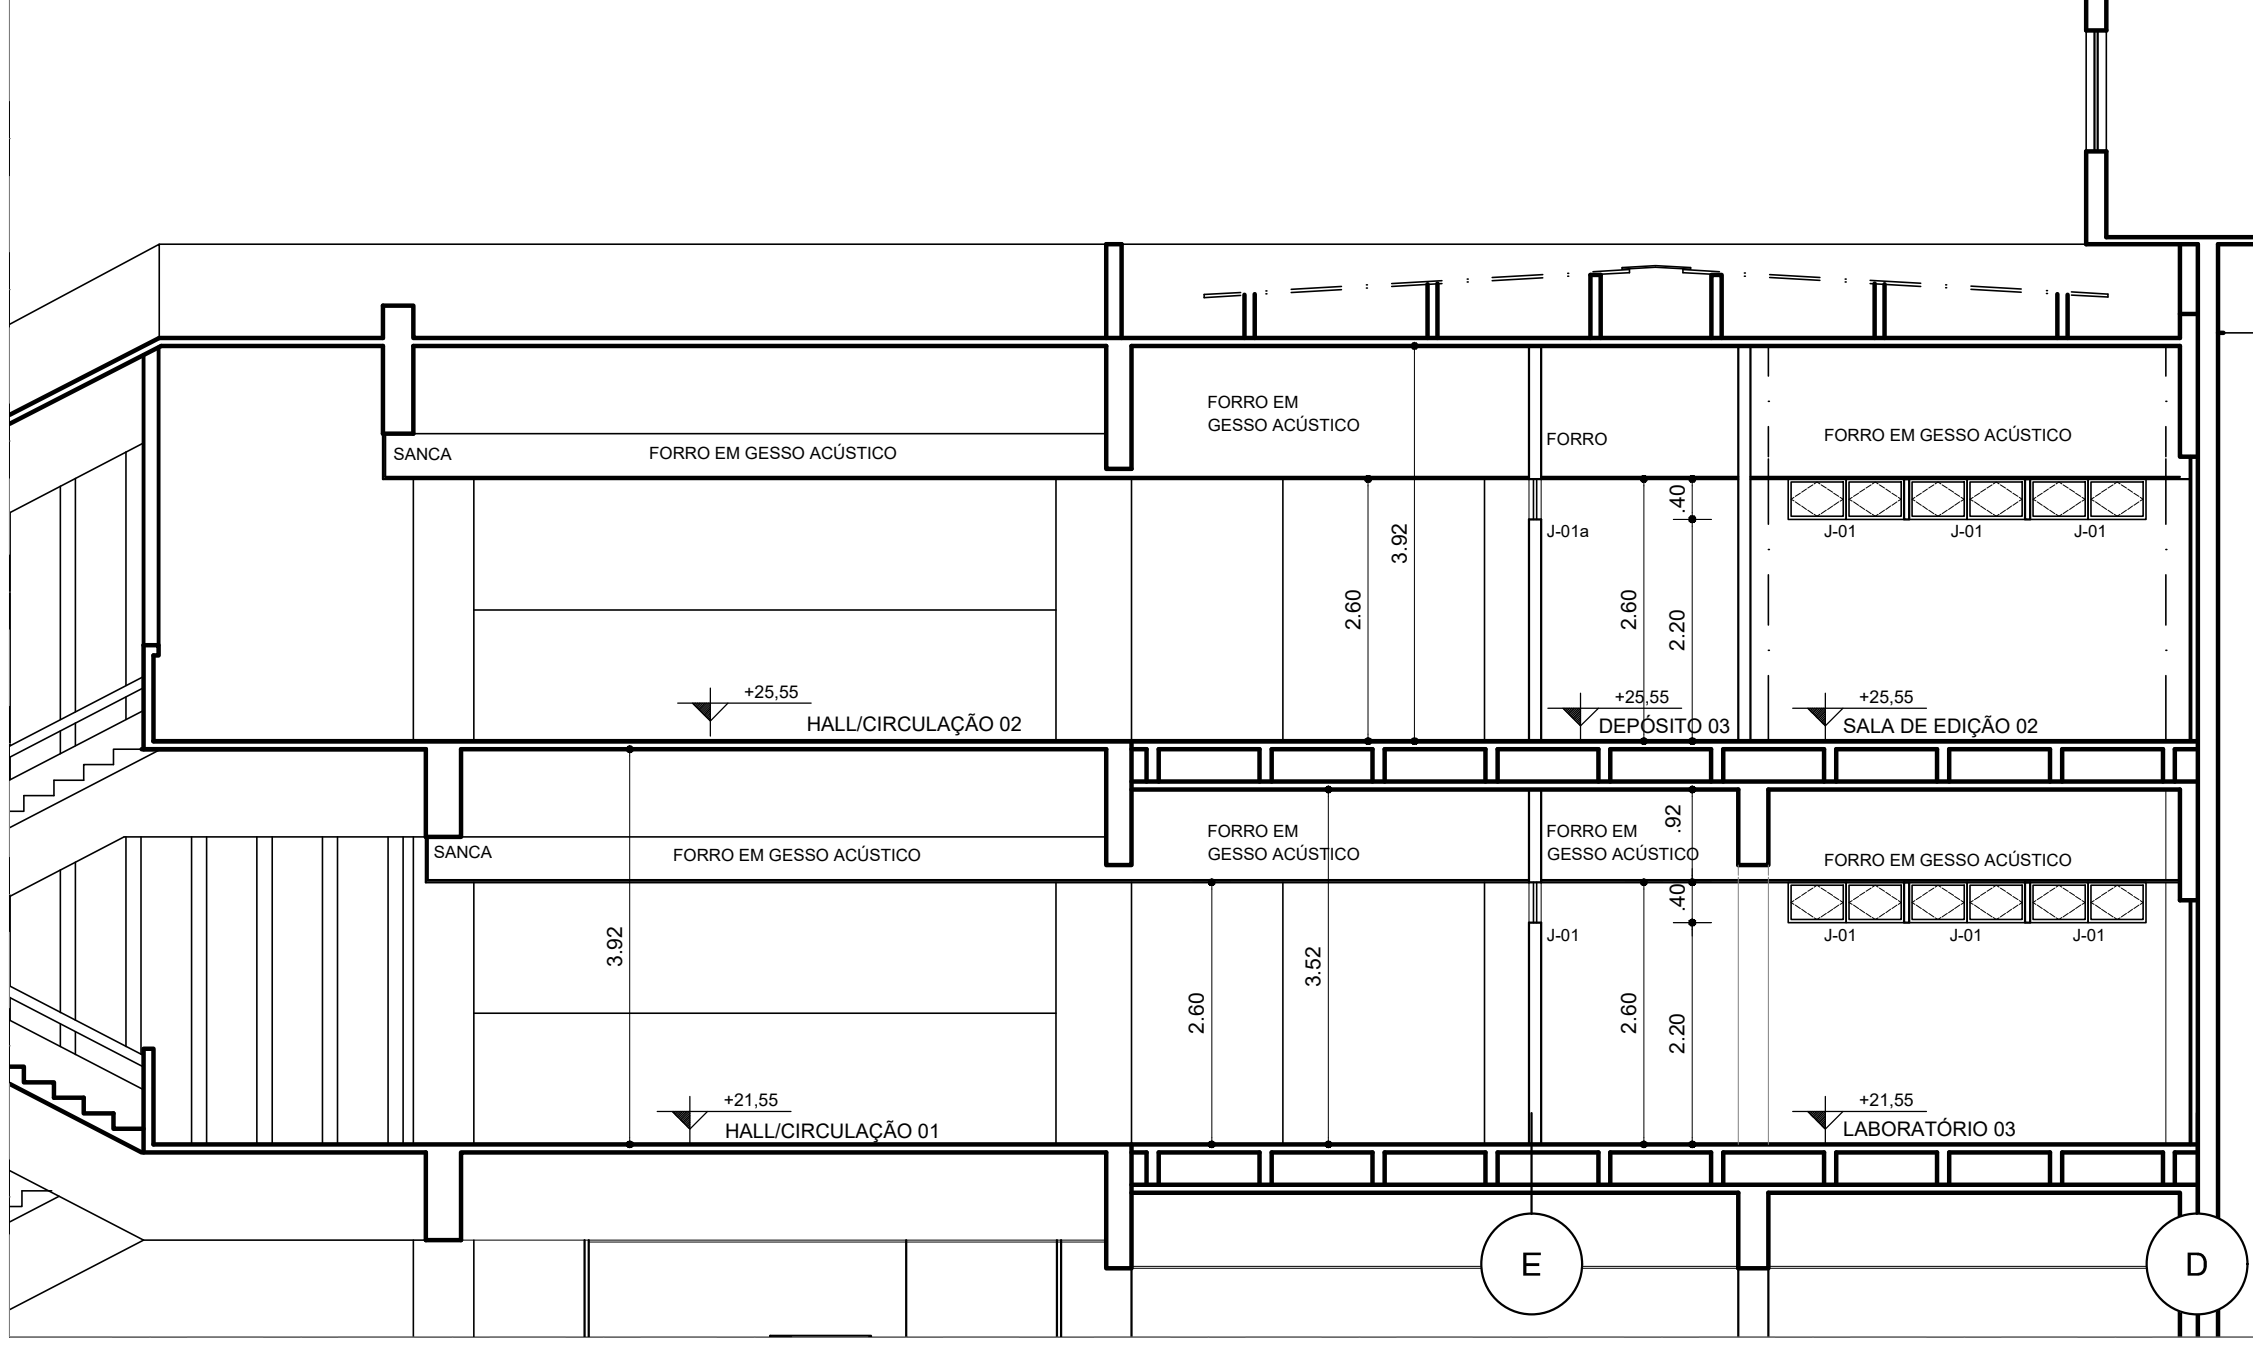 FORRO EM
GESSO ACÚSTICO
SANCA
FORRO EM GESSO ACÚSTICO
FORRO
FORRO EM GESSO ACÚSTICO
.40
J-01a
J-01
J-01
J-01
3.92
2.60
2.60
2.20
+25,55
HALL/CIRCULAÇÃO 02
+25,55
DEPÓSITO 03
+25,55
SALA DE EDIÇÃO 02
FORRO EM
GESSO ACÚSTICO
FORRO EM
GESSO ACÚSTICO
.92
SANCA
FORRO EM GESSO ACÚSTICO
FORRO EM GESSO ACÚSTICO
.40
J-01
J-01
J-01
J-01
3.92
3.52
2.60
2.60
2.20
+21,55
HALL/CIRCULAÇÃO 01
+21,55
LABORATÓRIO 03
E
D